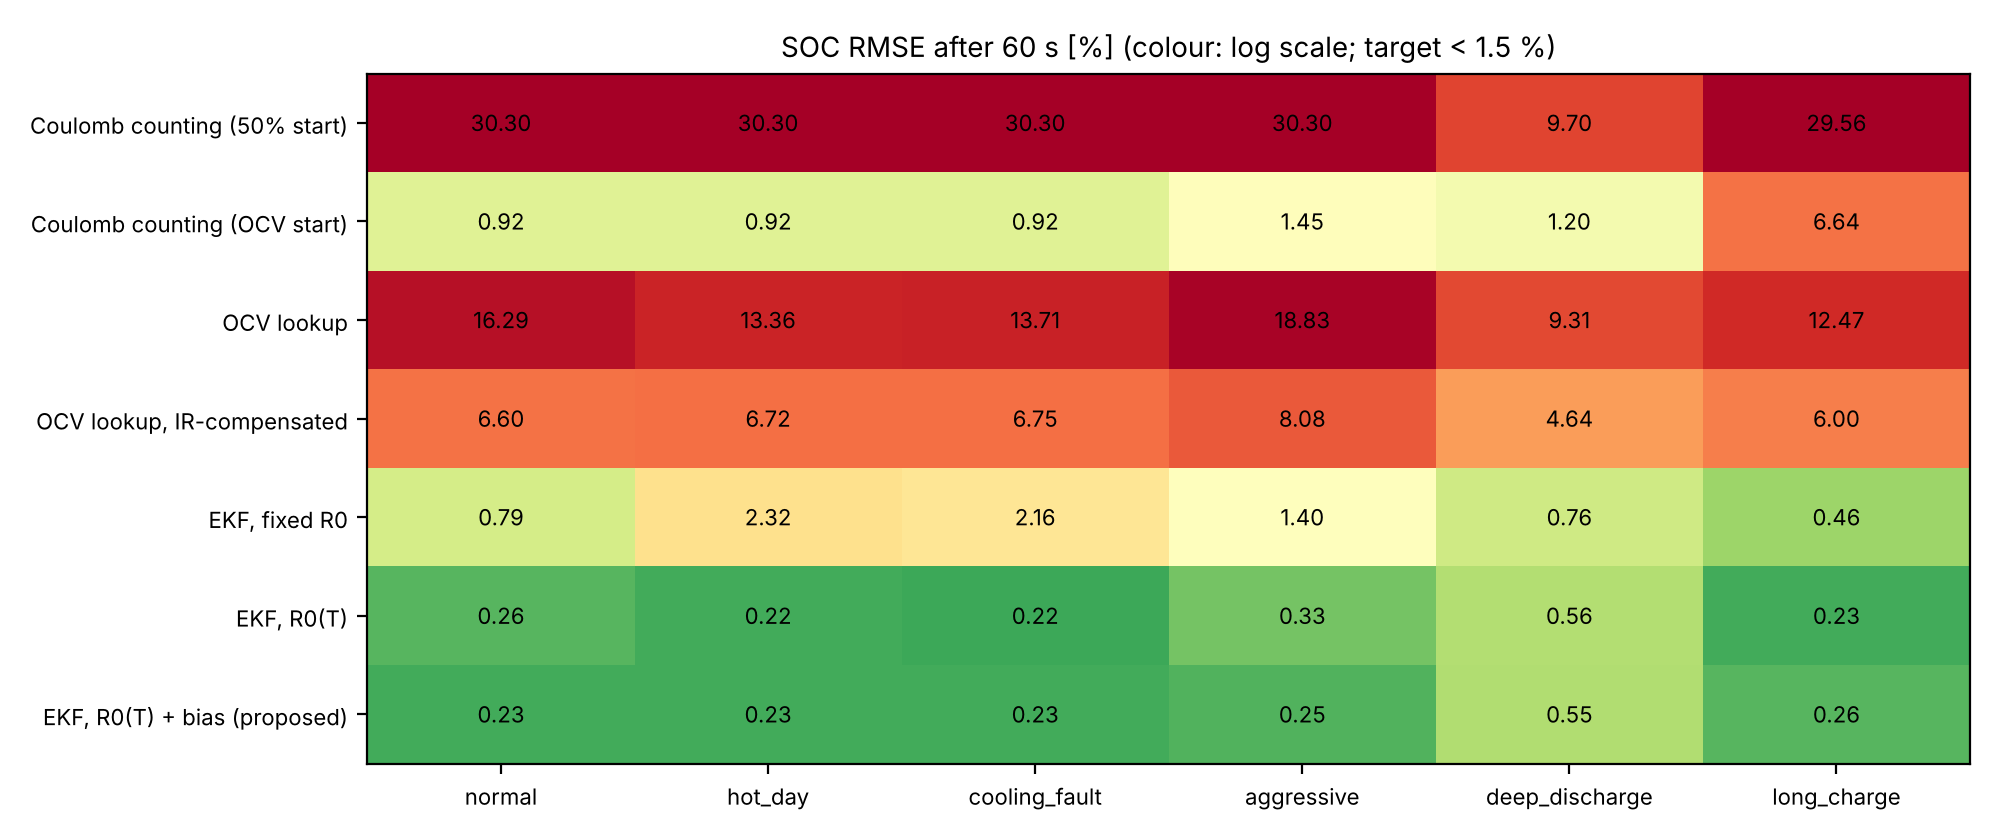 SOC RMSE after 60 s [%] (colour: log scale; target < 1.5 %)
Coulomb counting (50% start) 30.30 30.30 30.30 30.30 9.70 29.56
Coulomb counting (OCV start) 0.92 0.92 0.92 1.45 1.20 6.64
OCV lookup 16.29 13.36 13.71 18.83 9.31 12.47
OCV lookup, IR-compensated 6.60 6.72 6.75 8.08 4.64 6.00
EKF, fixed R0 0.79 2.32 2.16 1.40 0.76 0.46
EKF, R0(T) 0.26 0.22 0.22 0.33 0.56 0.23
EKF, R0(T) + bias (proposed) 0.23 0.23 0.23 0.25 0.55 0.26
normal hot_day cooling_fault aggressive deep_discharge long_charge